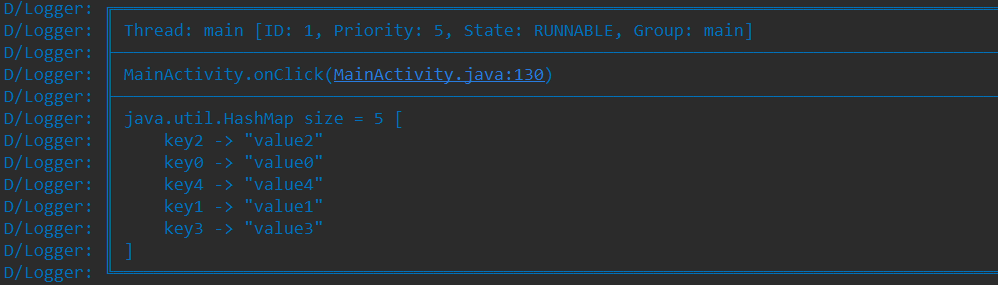 D/Logger:
D/Logger: Thread: main [ID: 1, Priority: 5, State: RUNNABLE, Group: main]
D/Logger:
D/Logger: MainActivity.onClick(MainActivity.java:130)
D/Logger:
D/Logger: java.util.HashMap size = 5 [
D/Logger: key2 -> "value2"
D/Logger: key0 -> "value0"
D/Logger: key4 -> "value4"
D/Logger: key1 -> "value1"
D/Logger: key3 -> "value3"
D/Logger: ]
D/Logger: